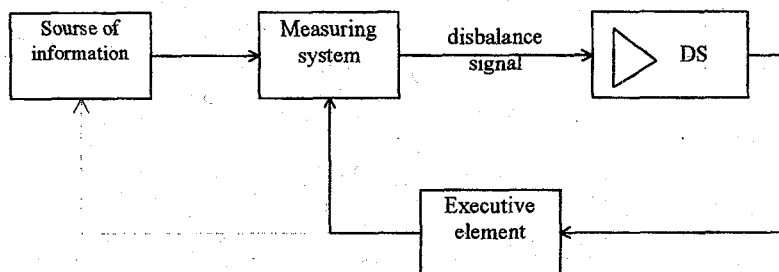 Sourse of
information
Measuring
system
disbalance
signal
DS
Executive
element